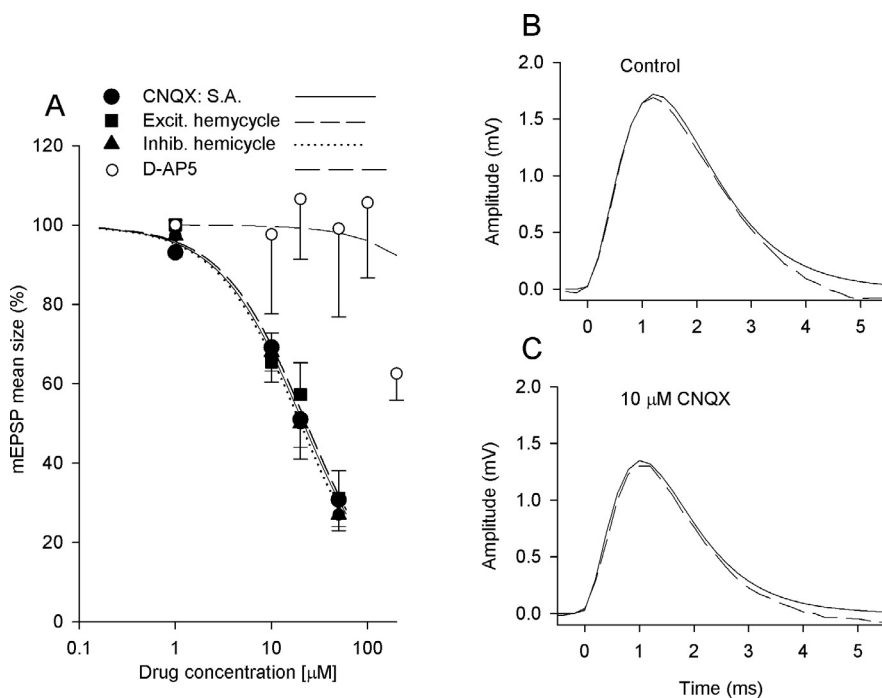 A
CNQX: S.A.
Excit. hemycycle
Inhib. hemicycle
D-AP5
120
100
80
60
40
20
0
mEPSP mean size (%)
0.1 1 10 100
Drug concentration [µM]
B
Control
2.0
1.5
1.0
0.5
0.0
Amplitude (mV)
0 1 2 3 4 5
C
10 µM CNQX
2.0
1.5
1.0
0.5
0.0
Amplitude (mV)
0 1 2 3 4 5
Time (ms)